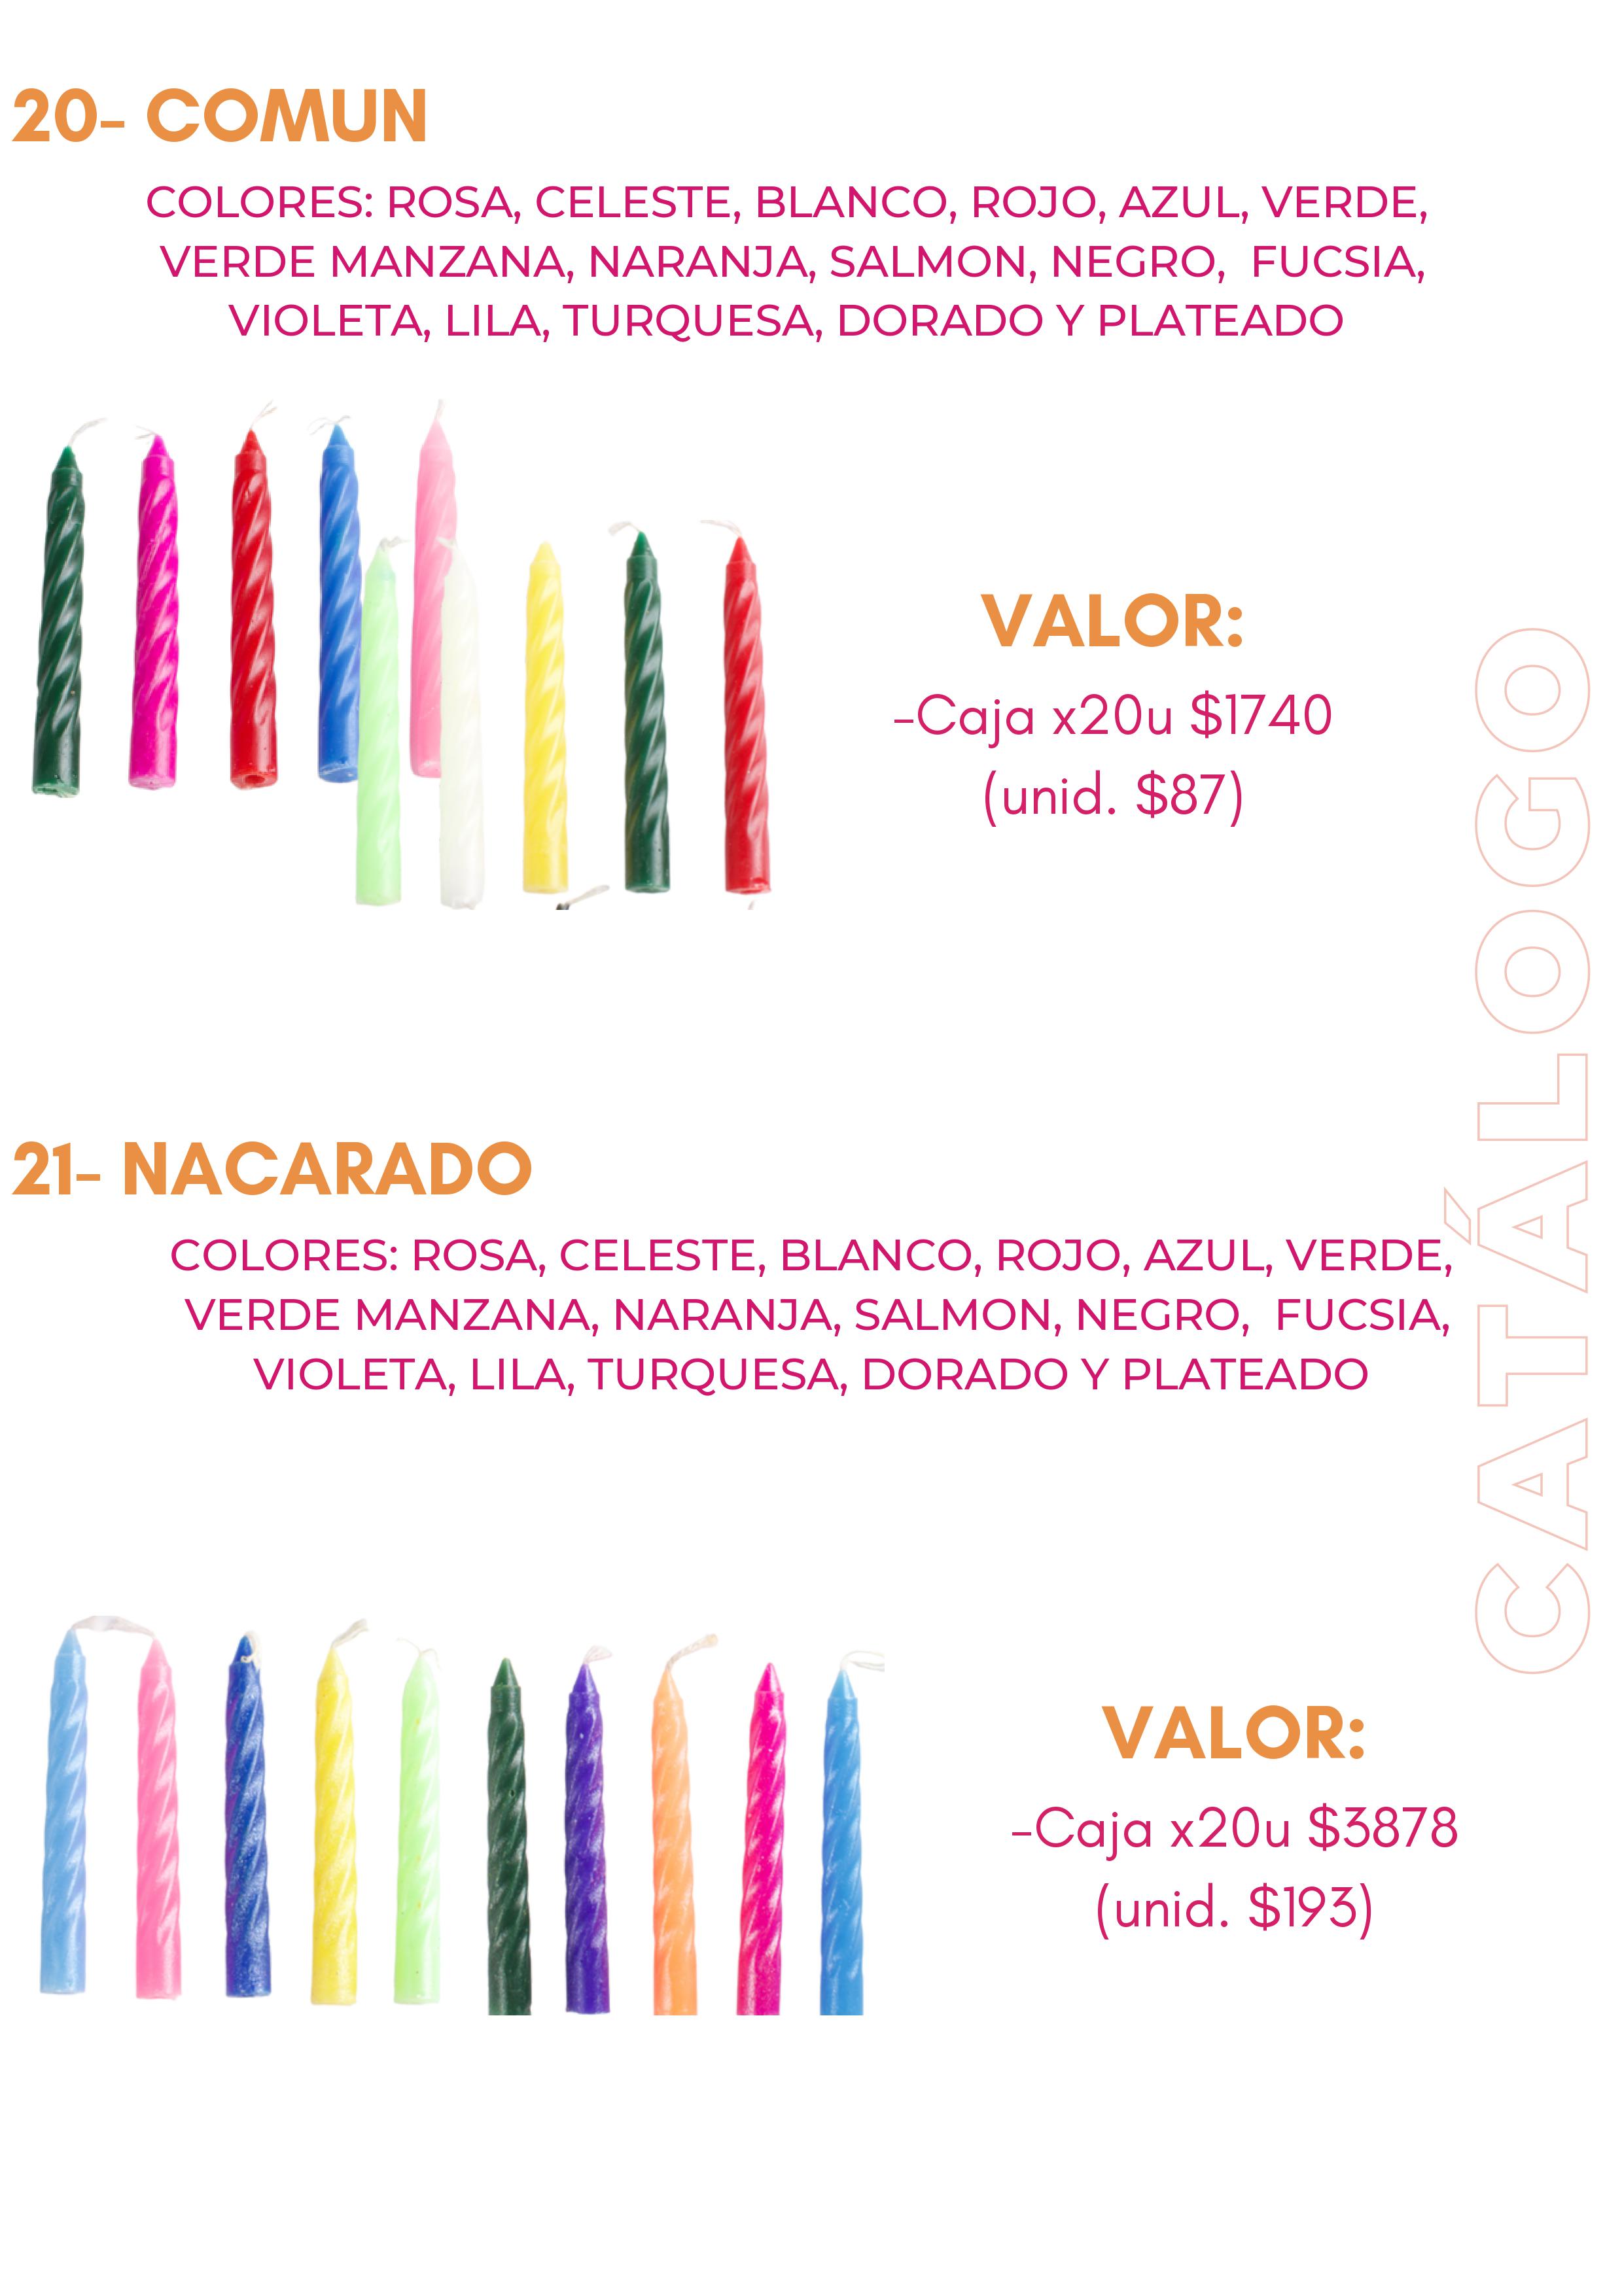 20- COMUN
COLORES: ROSA, CELESTE, BLANCO, ROJO, AZUL, VERDE,
VERDE MANZANA, NARANJA, SALMON, NEGRO, FUCSIA,
VIOLETA, LILA, TURQUESA, DORADO Y PLATEADO
VALOR:
-Caja x20u $1740
(unid. $87)
CATÁLOGO
21- NACARADO
COLORES: ROSA, CELESTE, BLANCO, ROJO, AZUL, VERDE,
VERDE MANZANA, NARANJA, SALMON, NEGRO, FUCSIA,
VIOLETA, LILA, TURQUESA, DORADO Y PLATEADO
VALOR:
-Caja x20u $3878
(unid. $193)